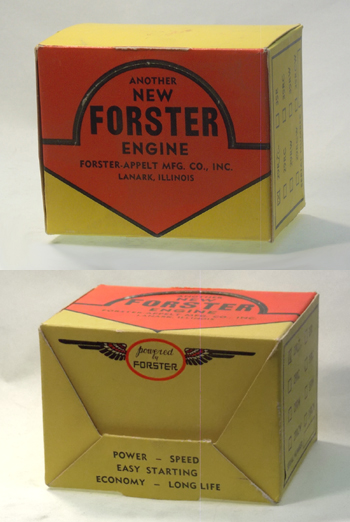 ANOTHER
NEW
FORSTER
ENGINE
FORSTER-APPELT MFG. CO., INC.
LANARK, ILLINOIS
NEW
FORSTER
ENGINE
powered
by
FORSTER
POWER – SPEED
EASY STARTING
ECONOMY – LONG LIFE